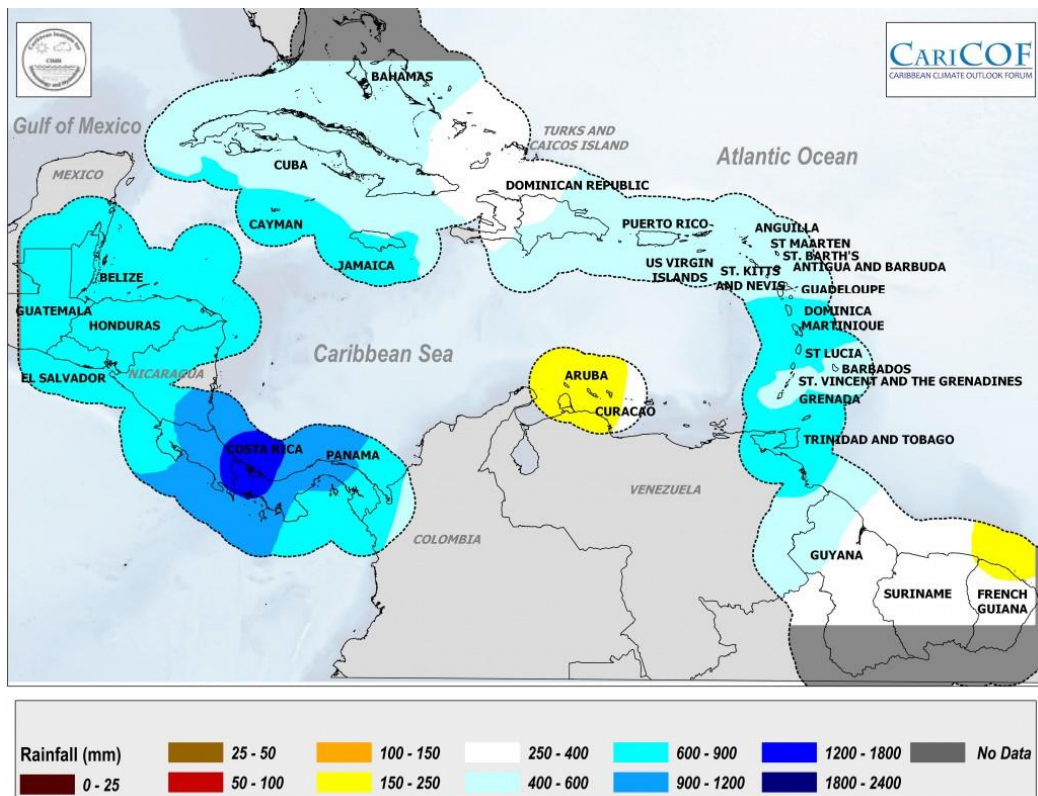 CIMH
CARICOF
CARIBBEAN CLIMATE OUTLOOK FORUM
BAHAMAS
Gulf of Mexico
TURKS AND
CAICOS ISLAND
Atlantic Ocean
MEXICO
CUBA
DOMINICAN REPUBLIC
CAYMAN
PUERTO RICO
ANGUILLA
ST MAARTEN
ST. BARTH'S
JAMAICA
US VIRGIN
ISLANDS
ST. KITTS
AND NEVIS
ANTIGUA AND BARBUDA
BELIZE
GUADELOUPE
GUATEMALA
HONDURAS
DOMINICA
MARTINIQUE
Caribbean Sea
ST LUCIA
EL SALVADOR
NICARAGUA
ARUBA
BARBADOS
ST. VINCENT AND THE GRENADINES
CURACAO
GRENADA
COSTA RICA
PANAMA
TRINIDAD AND TOBAGO
VENEZUELA
COLOMBIA
GUYANA
SURINAME
FRENCH
GUIANA
Rainfall (mm)
0 - 25
25 - 50
50 - 100
100 - 150
150 - 250
250 - 400
400 - 600
600 - 900
900 - 1200
1200 - 1800
1800 - 2400
No Data